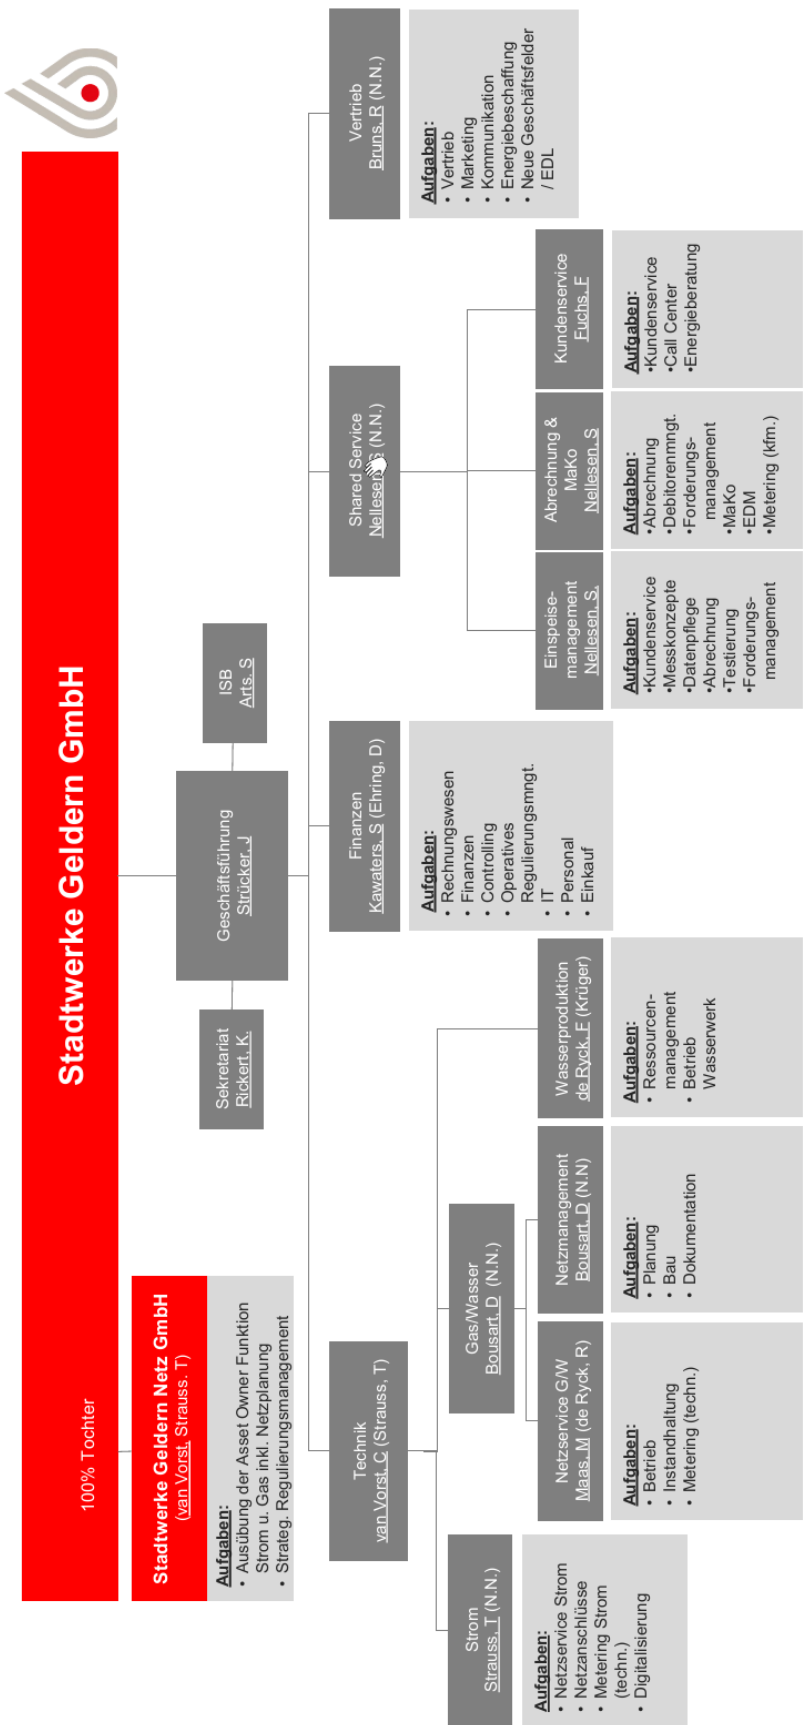 Stadtwerke Geldern GmbH
100% Tochter
Stadtwerke Geldern Netz GmbH
(van Vorst, Strauss. T)
Aufgaben:
• Ausübung der Asset Owner Funktion
Strom u. Gas inkl. Netzplanung
• Strateg. Regulierungsmanagement
Sekretariat
Rickert, K.
Geschäftsführung
Strücker, J
ISB
Arts, S
Technik
van Vorst, C (Strauss, T)
Finanzen
Kawaters, S (Ehring, D)
Aufgaben:
• Rechnungswesen
• Finanzen
• Controlling
• Operatives
Regulierungsmngt.
• IT
• Personal
• Einkauf
Shared Service
Nellesen, S (N.N.)
Vertrieb
Bruns, R (N.N.)
Aufgaben:
• Vertrieb
• Marketing
• Kommunikation
• Energiebeschaffung
• Neue Geschäftsfelder
/ EDL
Strom
Strauss, T (N.N.)
Aufgaben:
• Netzservice Strom
• Netzanschlüsse
• Metering Strom
(techn.)
• Digitalisierung
Gas/Wasser
Bousart, D (N.N.)
Netzservice G/W
Maas, M (de Ryck, R)
Aufgaben:
• Betrieb
• Instandhaltung
• Metering (techn.)
Netzmanagement
Bousart, D (N.N)
Aufgaben:
• Planung
• Bau
• Dokumentation
Wasserproduktion
de Ryck, F (Krüger)
Aufgaben:
• Ressourcen-
management
• Betrieb
Wasserwerk
Einspeise-
management
Nellesen, S.
Aufgaben:
•Kundenservice
•Messkonzepte
•Datenpflege
•Abrechnung
•Testierung
•Forderungs-
management
Abrechnung &
MaKo
Nellesen, S
Aufgaben:
•Abrechnung
•Debitorenmngt.
•Forderungs-
management
•MaKo
•EDM
•Metering (kfm.)
Kundenservice
Fuchs, F
Aufgaben:
•Kundenservice
•Call Center
•Energieberatung